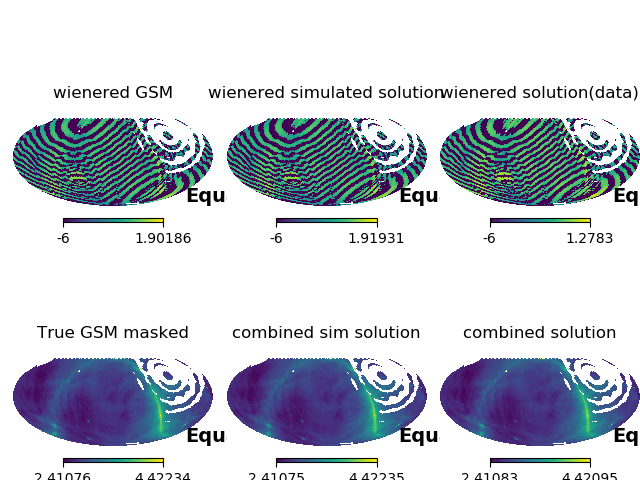 wienered GSM
wienered simulated solution
wienered solution(data)
Equ
Equ
Eq
-6 1.90186
-6 1.91931
-6 1.2783
True GSM masked
combined sim solution
combined solution
Equ
Equ
Eq
2.41076 4.42234
2.41075 4.42235
2.41083 4.42095